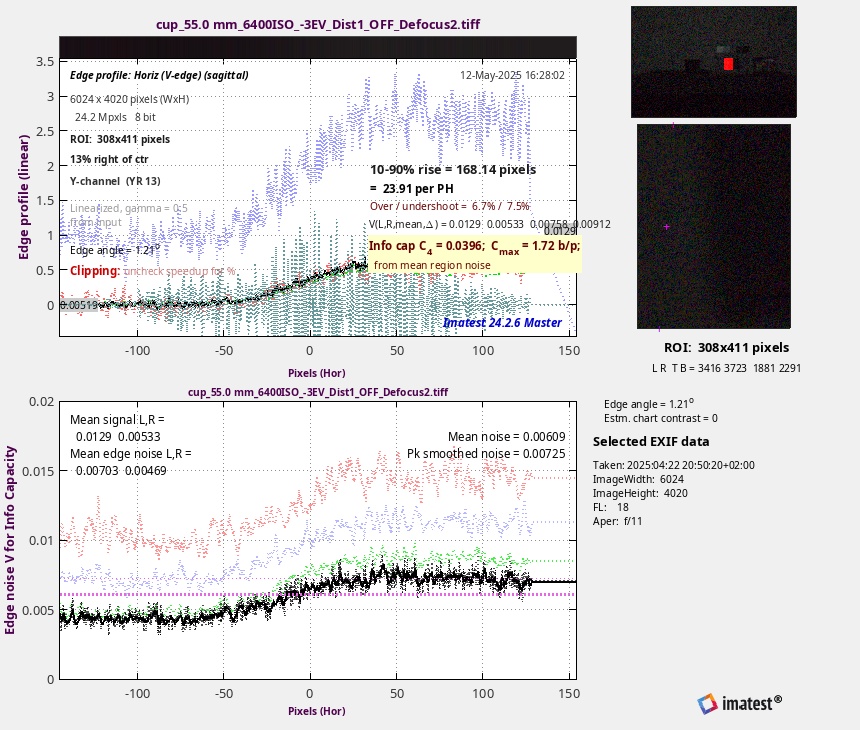 cup_55.0 mm_6400ISO_-3EV_Dist1_OFF_Defocus2.tiff
Edge profile: Horiz (V-edge) (sagittal)
12-May-2025 16:28:02
6024 x 4020 pixels (WxH)
24.2 Mpxls 8 bit
ROI: 308x411 pixels
13% right of ctr
Y-channel (YR 13)
Linearized, gamma = 0.5
from input
Edge angle = 1.21o
Clipping: uncheck speedup for %
10-90% rise = 168.14 pixels
= 23.91 per PH
Over / undershoot = 6.7% / 7.5%
V(L,R,mean,Δ) = 0.0129 0.00533 0.00758 0.00912
0.0129
Info cap C4 = 0.0396; Cmax = 1.72 b/p;
from mean region noise
0.00519
Imatest 24.2.6 Master
Edge profile (linear)
3.5
3
2.5
2
1.5
1
0.5
0
-100
-50
0
50
100
150
Pixels (Hor)
cup_55.0 mm_6400ISO_-3EV_Dist1_OFF_Defocus2.tiff
Mean signal L,R =
0.0129 0.00533
Mean edge noise L,R =
0.00703 0.00469
Mean noise = 0.00609
Pk smoothed noise = 0.00725
Edge noise V for Info Capacity
0.02
0.015
0.01
0.005
0
-100
-50
0
50
100
150
Pixels (Hor)
ROI: 308x411 pixels
L R T B = 3416 3723 1881 2291
Edge angle = 1.21o
Estm. chart contrast = 0
Selected EXIF data
Taken: 2025:04:22 20:50:20+02:00
ImageWidth: 6024
ImageHeight: 4020
FL: 18
Aper: f/11
imatest®